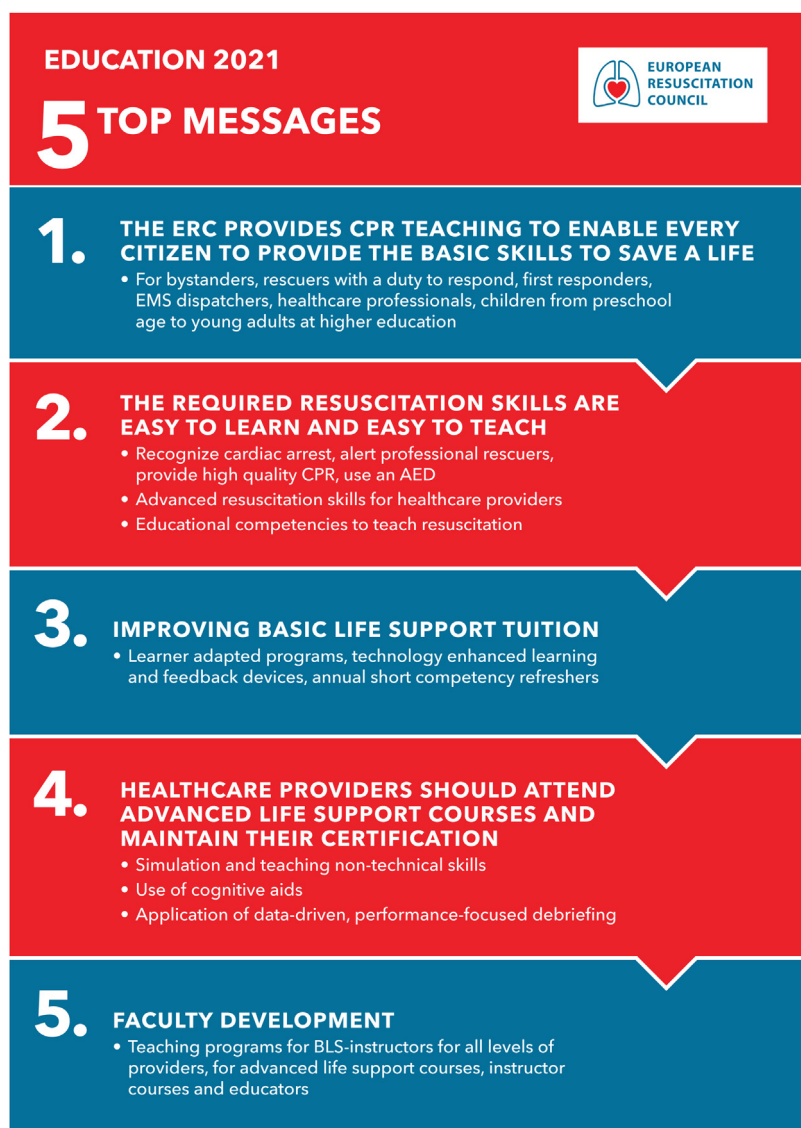 EDUCATION 2021
5 TOP MESSAGES
EUROPEAN
RESUSCITATION
COUNCIL
1.
THE ERC PROVIDES CPR TEACHING TO ENABLE EVERY
CITIZEN TO PROVIDE THE BASIC SKILLS TO SAVE A LIFE
• For bystanders, rescuers with a duty to respond, first responders,
EMS dispatchers, healthcare professionals, children from preschool
age to young adults at higher education
2.
THE REQUIRED RESUSCITATION SKILLS ARE
EASY TO LEARN AND EASY TO TEACH
• Recognize cardiac arrest, alert professional rescuers,
provide high quality CPR, use an AED
• Advanced resuscitation skills for healthcare providers
• Educational competencies to teach resuscitation
3.
IMPROVING BASIC LIFE SUPPORT TUITION
• Learner adapted programs, technology enhanced learning
and feedback devices, annual short competency refreshers
4.
HEALTHCARE PROVIDERS SHOULD ATTEND
ADVANCED LIFE SUPPORT COURSES AND
MAINTAIN THEIR CERTIFICATION
• Simulation and teaching non-technical skills
• Use of cognitive aids
• Application of data-driven, performance-focused debriefing
5.
FACULTY DEVELOPMENT
• Teaching programs for BLS-instructors for all levels of
providers, for advanced life support courses, instructor
courses and educators